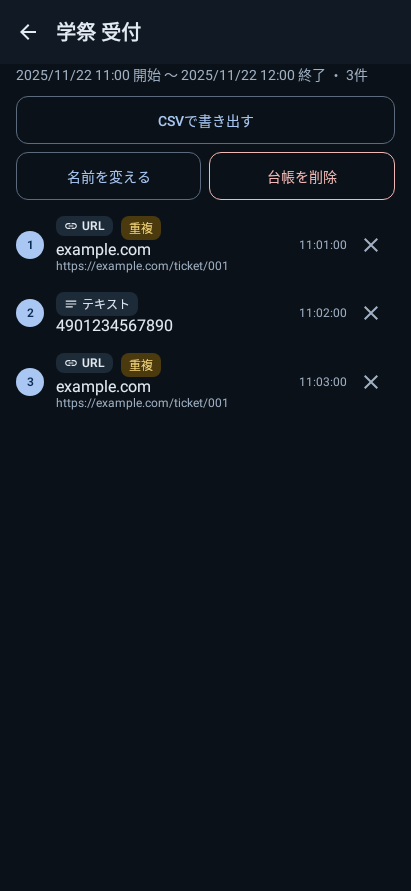 学祭 受付
2025/11/22 11:00 開始 〜 2025/11/22 12:00 終了 ・ 3件
CSVで書き出す
名前を変える 台帳を削除
1 URL 重複
example.com 11:01:00
https://example.com/ticket/001
2 テキスト
4901234567890 11:02:00
3 URL 重複
example.com 11:03:00
https://example.com/ticket/001